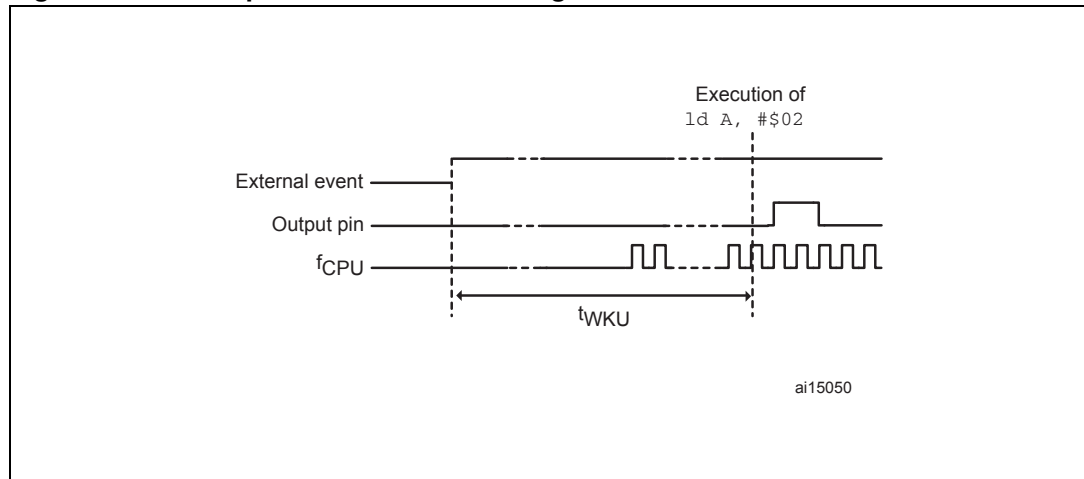 Execution of
ld A, #$02
External event
Output pin
fCPU
tWKU
ai15050